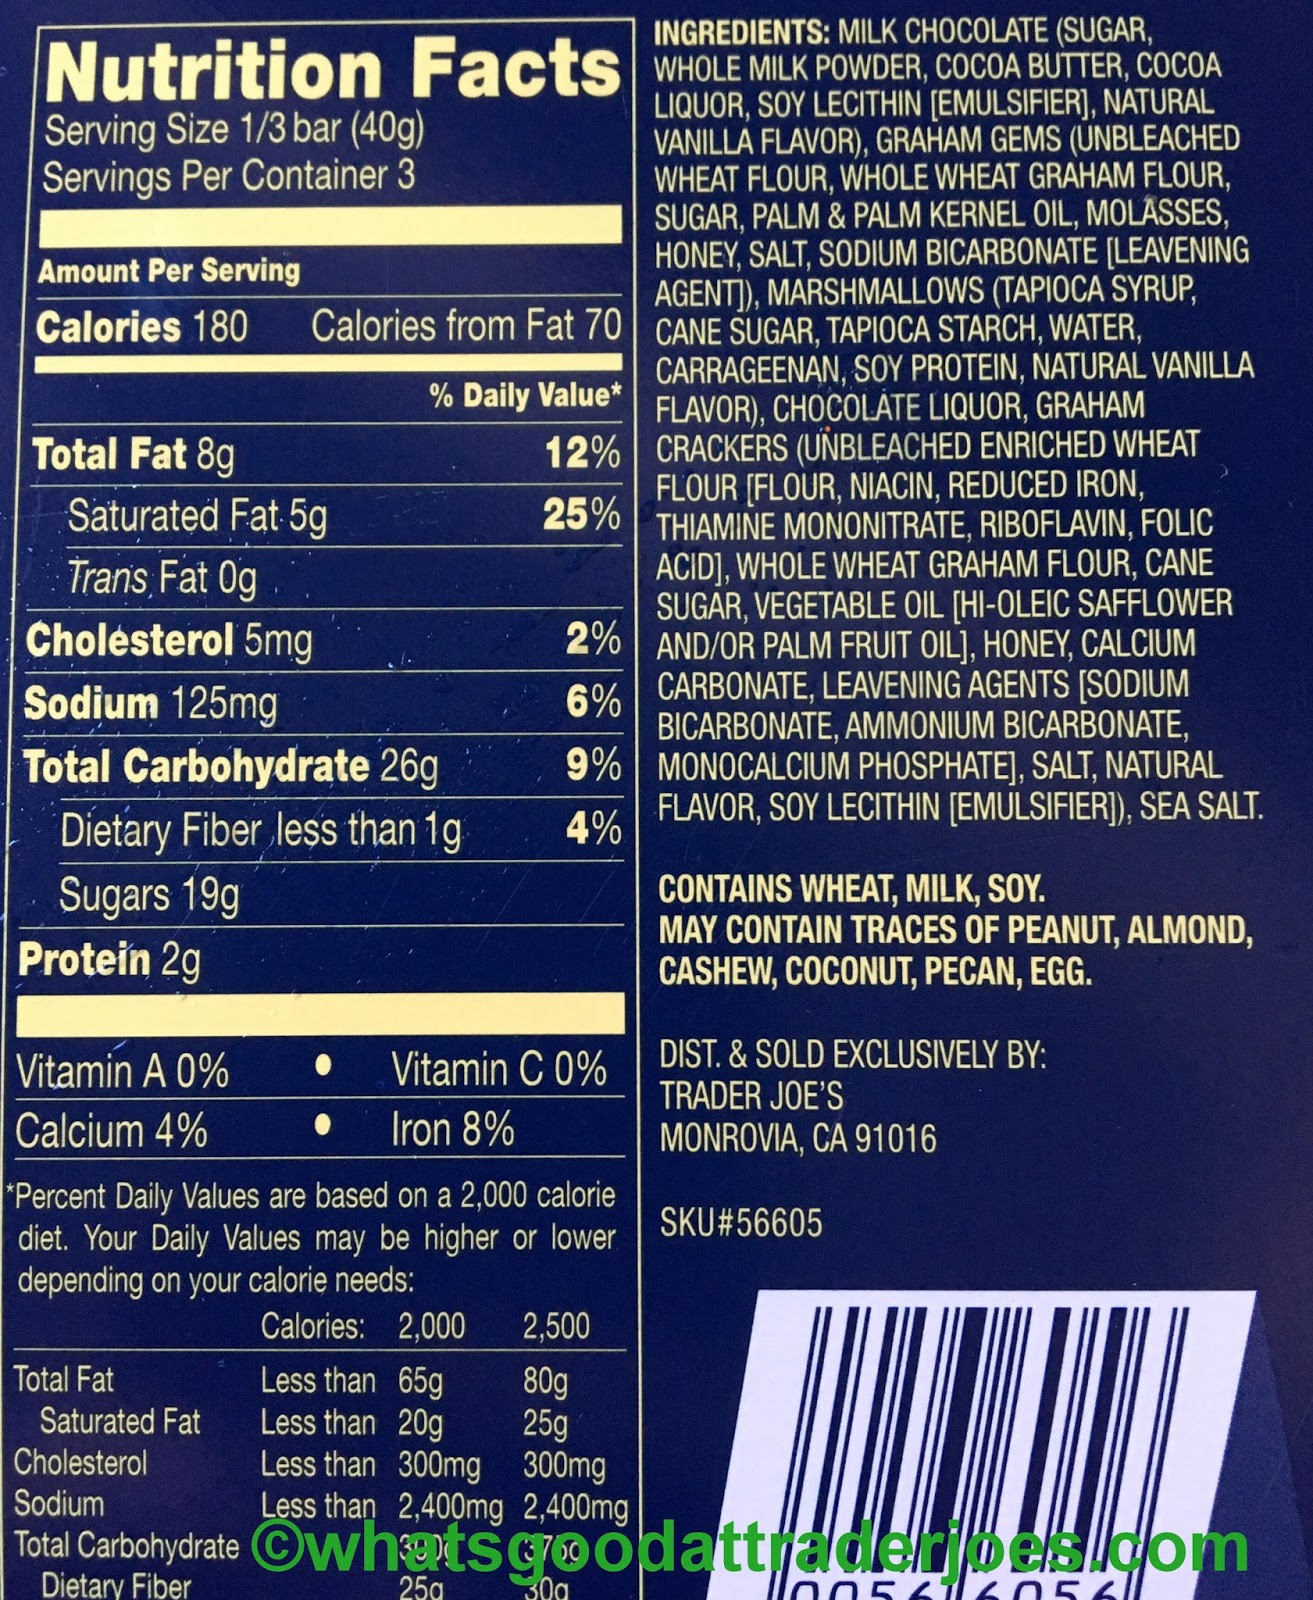 Nutrition Facts
Serving Size 1/3 bar (40g)
Servings Per Container 3
Amount Per Serving
Calories 180 Calories from Fat 70
% Daily Value*
Total Fat 8g 12%
Saturated Fat 5g 25%
Trans Fat 0g
Cholesterol 5mg 2%
Sodium 125mg 6%
Total Carbohydrate 26g 9%
Dietary Fiber less than 1g 4%
Sugars 19g
Protein 2g
Vitamin A 0% • Vitamin C 0%
Calcium 4% • Iron 8%
*Percent Daily Values are based on a 2,000 calorie
diet. Your Daily Values may be higher or lower
depending on your calorie needs:
Calories: 2,000 2,500
Total Fat Less than 65g 80g
Saturated Fat Less than 20g 25g
Cholesterol Less than 300mg 300mg
Sodium Less than 2,400mg 2,400mg
Total Carbohydrate
Dietary Fiber 25g 30g
INGREDIENTS: MILK CHOCOLATE (SUGAR,
WHOLE MILK POWDER, COCOA BUTTER, COCOA
LIQUOR, SOY LECITHIN [EMULSIFIER], NATURAL
VANILLA FLAVOR), GRAHAM GEMS (UNBLEACHED
WHEAT FLOUR, WHOLE WHEAT GRAHAM FLOUR,
SUGAR, PALM & PALM KERNEL OIL, MOLASSES,
HONEY, SALT, SODIUM BICARBONATE [LEAVENING
AGENT]), MARSHMALLOWS (TAPIOCA SYRUP,
CANE SUGAR, TAPIOCA STARCH, WATER,
CARRAGEENAN, SOY PROTEIN, NATURAL VANILLA
FLAVOR), CHOCOLATE LIQUOR, GRAHAM
CRACKERS (UNBLEACHED ENRICHED WHEAT
FLOUR [FLOUR, NIACIN, REDUCED IRON,
THIAMINE MONONITRATE, RIBOFLAVIN, FOLIC
ACID], WHOLE WHEAT GRAHAM FLOUR, CANE
SUGAR, VEGETABLE OIL [HI-OLEIC SAFFLOWER
AND/OR PALM FRUIT OIL], HONEY, CALCIUM
CARBONATE, LEAVENING AGENTS [SODIUM
BICARBONATE, AMMONIUM BICARBONATE,
MONOCALCIUM PHOSPHATE], SALT, NATURAL
FLAVOR, SOY LECITHIN [EMULSIFIER]), SEA SALT.
CONTAINS WHEAT, MILK, SOY.
MAY CONTAIN TRACES OF PEANUT, ALMOND,
CASHEW, COCONUT, PECAN, EGG.
DIST. & SOLD EXCLUSIVELY BY:
TRADER JOE'S
MONROVIA, CA 91016
SKU#56605
©whatsgoodattraderjoes.com